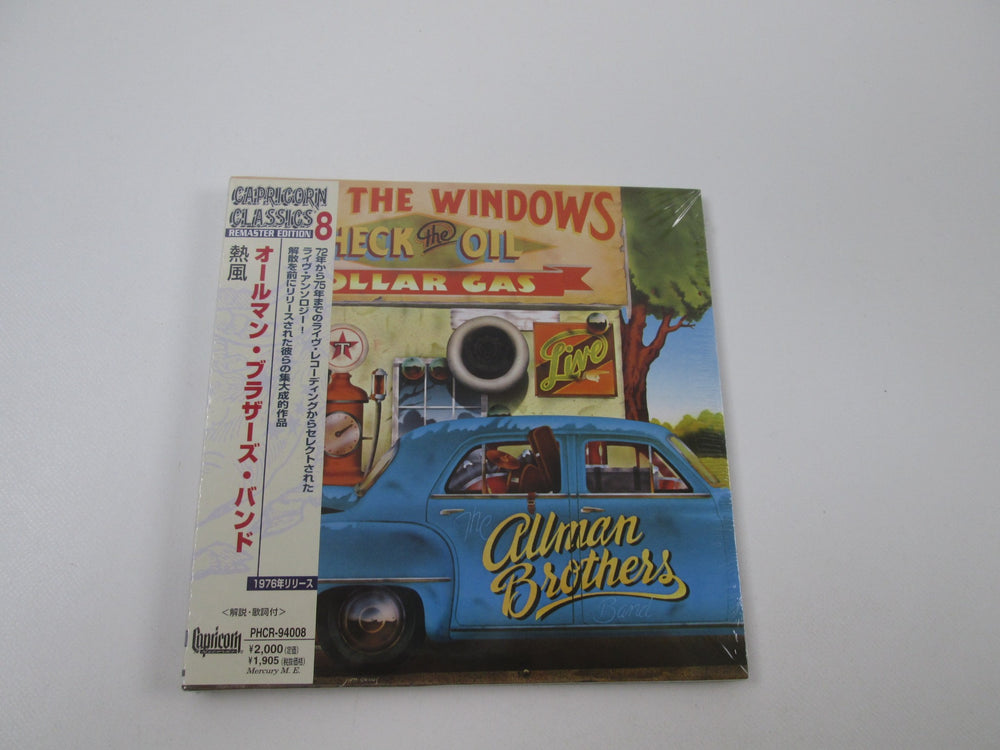 CAPRICORN
CLASSICS 8
REMASTER EDITION
熱風
オールマン・ブラザーズ・バンド
72年から75年までのライヴ・レコーディングからセレクトされた
ライヴ・アンソロジー!
解散を前にリリースされた彼らの集大成的作品
1976年リリース
<解説・歌詞付>
Capricorn
PHCR-94008
¥2,000(定価)
¥1,905(税抜価格)
Mercury M. E.
THE WINDOWS
HECK the OIL
OLLAR GAS
T
Live
The
Allman
Brothers
Band